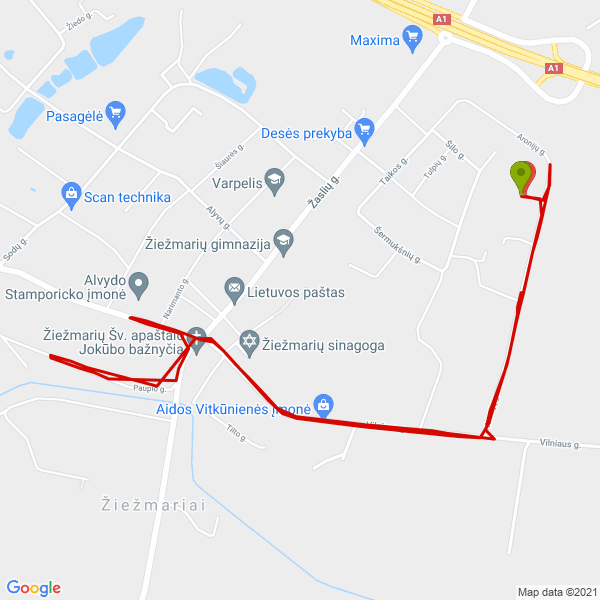 Žiedo g.
A1
Maxima
A1
Pasagėlė
Desės prekyba
Aronijų g.
Šiaurės g.
Šilo g.
Tulpių g.
Taikos g.
Varpelis
Scan technika
Žaslių g.
Alyvų g.
Šermukšnių g.
Sodų g.
Žiežmarių gimnazija
Alvydo
Stamporicko įmonė
Narimanto g.
Lietuvos paštas
Žiežmarių Šv. apaštalo
Jokūbo bažnyčia
Žiežmarių sinagoga
Paupio g.
Aidos Vitkūnienės įmonė
Tilto g.
Vilniaus g.
Žiežmariai
Google
Map data ©2021